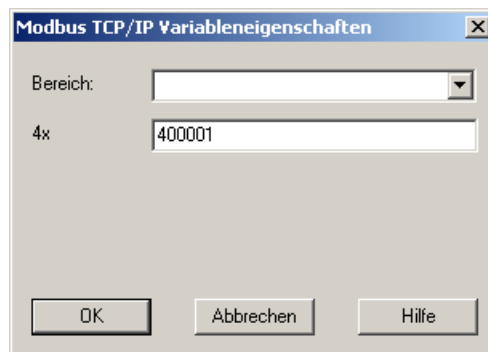 Modbus TCP/IP Variableneigenschaften
Bereich:
4x 400001
OK Abbrechen Hilfe